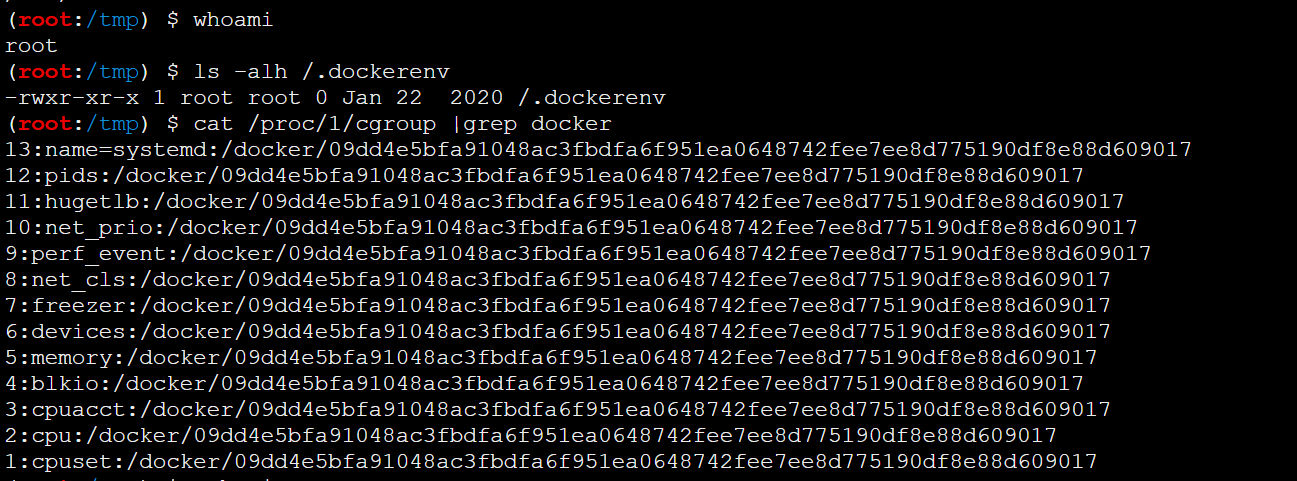 (root:/tmp) $ whoami
root
(root:/tmp) $ ls -alh /.dockerenv
-rwxr-xr-x 1 root root 0 Jan 22  2020 /.dockerenv
(root:/tmp) $ cat /proc/1/cgroup |grep docker
13:name=systemd:/docker/09dd4e5bfa91048ac3fbdfa6f951ea0648742fee7ee8d775190df8e88d609017
12:pids:/docker/09dd4e5bfa91048ac3fbdfa6f951ea0648742fee7ee8d775190df8e88d609017
11:hugetlb:/docker/09dd4e5bfa91048ac3fbdfa6f951ea0648742fee7ee8d775190df8e88d609017
10:net_prio:/docker/09dd4e5bfa91048ac3fbdfa6f951ea0648742fee7ee8d775190df8e88d609017
9:perf_event:/docker/09dd4e5bfa91048ac3fbdfa6f951ea0648742fee7ee8d775190df8e88d609017
8:net_cls:/docker/09dd4e5bfa91048ac3fbdfa6f951ea0648742fee7ee8d775190df8e88d609017
7:freezer:/docker/09dd4e5bfa91048ac3fbdfa6f951ea0648742fee7ee8d775190df8e88d609017
6:devices:/docker/09dd4e5bfa91048ac3fbdfa6f951ea0648742fee7ee8d775190df8e88d609017
5:memory:/docker/09dd4e5bfa91048ac3fbdfa6f951ea0648742fee7ee8d775190df8e88d609017
4:blkio:/docker/09dd4e5bfa91048ac3fbdfa6f951ea0648742fee7ee8d775190df8e88d609017
3:cpuacct:/docker/09dd4e5bfa91048ac3fbdfa6f951ea0648742fee7ee8d775190df8e88d609017
2:cpu:/docker/09dd4e5bfa91048ac3fbdfa6f951ea0648742fee7ee8d775190df8e88d609017
1:cpuset:/docker/09dd4e5bfa91048ac3fbdfa6f951ea0648742fee7ee8d775190df8e88d609017